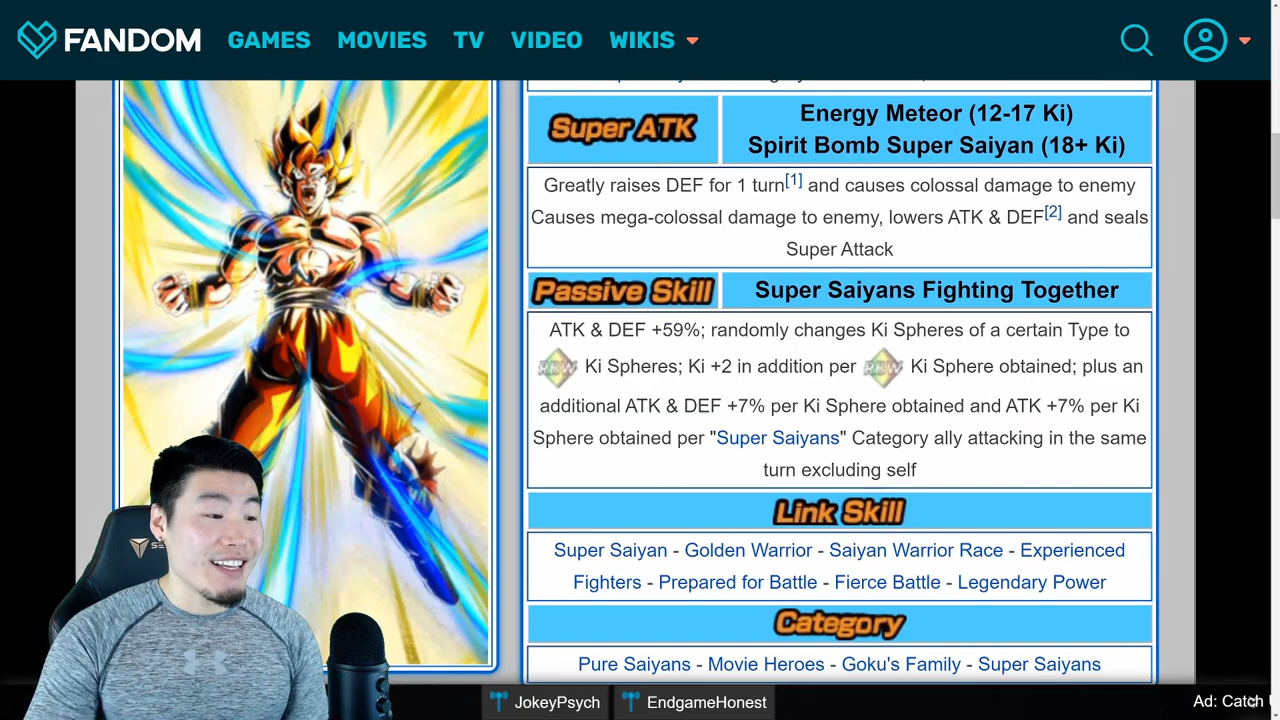 FANDOM GAMES MOVIES TV VIDEO WIKIS
Super ATK
Energy Meteor (12-17 Ki)
Spirit Bomb Super Saiyan (18+ Ki)
Greatly raises DEF for 1 turn[1] and causes colossal damage to enemy
Causes mega-colossal damage to enemy, lowers ATK & DEF[2] and seals
Super Attack
Passive Skill
Super Saiyans Fighting Together
ATK & DEF +59%; randomly changes Ki Spheres of a certain Type to
RBW Ki Spheres; Ki +2 in addition per RBW Ki Sphere obtained; plus an
additional ATK & DEF +7% per Ki Sphere obtained and ATK +7% per Ki
Sphere obtained per "Super Saiyans" Category ally attacking in the same
turn excluding self
Link Skill
Super Saiyan - Golden Warrior - Saiyan Warrior Race - Experienced
Fighters - Prepared for Battle - Fierce Battle - Legendary Power
Category
Pure Saiyans - Movie Heroes - Goku's Family - Super Saiyans
JokeyPsych EndgameHonest Ad: Catch